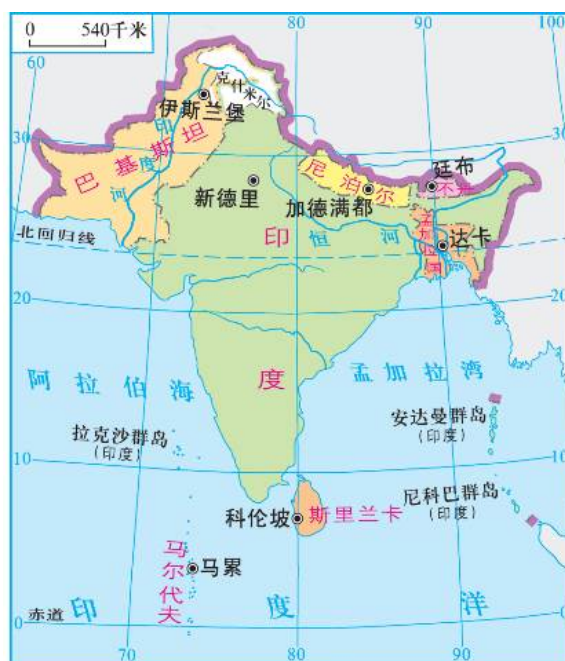 0 540千米
60
80
90
100
克什米尔
伊斯兰堡
印度河
巴基斯坦
30
30
尼泊尔
廷布
不丹
新德里
加德满都
孟加拉国
达卡
恒河
北回归线
印度
20
20
阿拉伯海
孟加拉湾
安达曼群岛
(印度)
拉克沙群岛
(印度)
10
10
尼科巴群岛
(印度)
科伦坡
斯里兰卡
马累
马尔代夫
赤道
印度洋
0
0
70
80
90